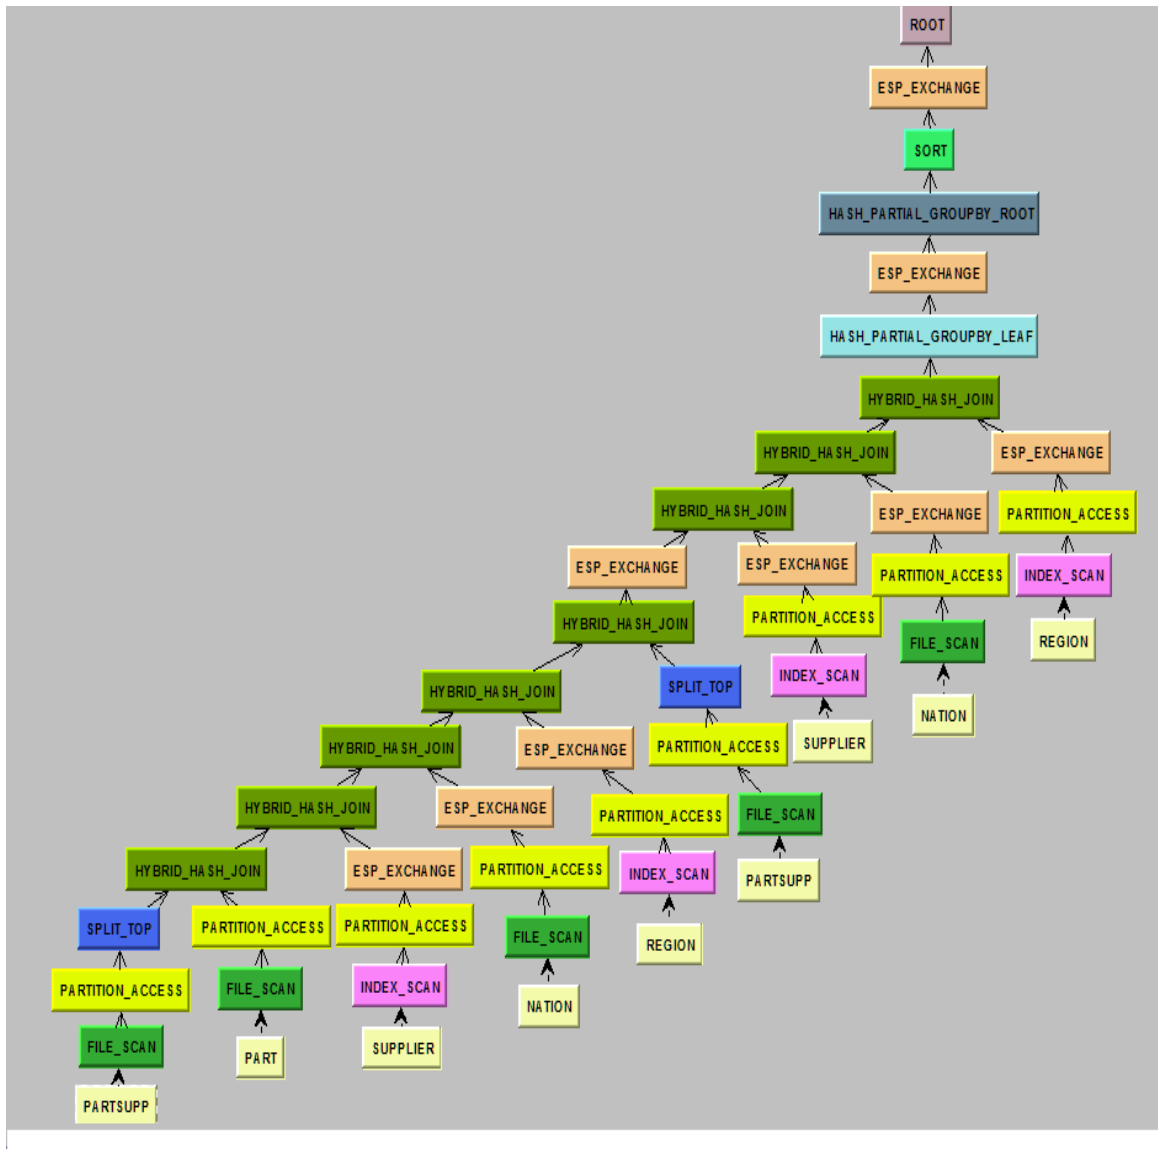 ROOT
ESP_EXCHANGE
SORT
HASH_PARTIAL_GROUPBY_ROOT
ESP_EXCHANGE
HASH_PARTIAL_GROUPBY_LEAF
HYBRID_HASH_JOIN
HYBRID_HASH_JOIN
ESP_EXCHANGE
HYBRID_HASH_JOIN
ESP_EXCHANGE
PARTITION_ACCESS
ESP_EXCHANGE
ESP_EXCHANGE
PARTITION_ACCESS
INDEX_SCAN
HYBRID_HASH_JOIN
PARTITION_ACCESS
FILE_SCAN
REGION
HYBRID_HASH_JOIN
SPLIT_TOP
INDEX_SCAN
NATION
HYBRID_HASH_JOIN
ESP_EXCHANGE
PARTITION_ACCESS
SUPPLIER
HYBRID_HASH_JOIN
ESP_EXCHANGE
PARTITION_ACCESS
FILE_SCAN
HYBRID_HASH_JOIN
ESP_EXCHANGE
PARTITION_ACCESS
INDEX_SCAN
PARTSUPP
SPLIT_TOP
PARTITION_ACCESS
PARTITION_ACCESS
FILE_SCAN
REGION
PARTITION_ACCESS
FILE_SCAN
INDEX_SCAN
NATION
FILE_SCAN
PART
SUPPLIER
PARTSUPP